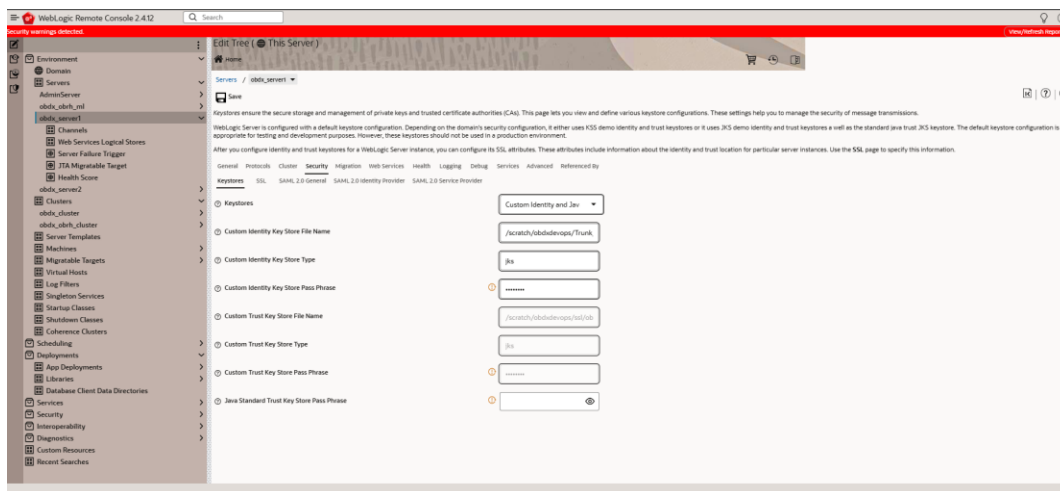 WebLogic Remote Console 2.4.12
Search
Security warnings detected.
View/Refresh Report
Edit Tree ( This Server )
Home
Environment
Domain
Servers
AdminServer
obdx_obrh_ml
obdx_server1
Channels
Web Services Logical Stores
Server Failure Trigger
JTA Migratable Target
Health Score
obdx_server2
Clusters
obdx_cluster
obdx_obrh_cluster
Server Templates
Machines
Migratable Targets
Virtual Hosts
Log Filters
Singleton Services
Startup Classes
Shutdown Classes
Coherence Clusters
Scheduling
Deployments
App Deployments
Libraries
Database Client Data Directories
Services
Security
Interoperability
Diagnostics
Custom Resources
Recent Searches
Servers / obdx_server1
Save
Keystores ensure the secure storage and management of private keys and trusted certificate authorities (CAs). This page lets you view and define various keystore configurations. These settings help you to manage the security of message transmissions.
WebLogic Server is configured with a default keystore configuration. Depending on the domain's security configuration, it either uses KSS demo identity and trust keystores or it uses JKS demo identity and trust keystores a well as the standard java trust JKS keystore. The default keystore configuration is
appropriate for testing and development purposes. However, these keystores should not be used in a production environment.
After you configure identity and trust keystores for a WebLogic Server instance, you can configure its SSL attributes. These attributes include information about the identity and trust location for particular server instances. Use the SSL page to specify this information.
General Protocols Cluster Security Migration Web Services Health Logging Debug Services Advanced Referenced By
Keystores SSL SAML 2.0 General SAML 2.0 Identity Provider SAML 2.0 Service Provider
Keystores
Custom Identity and Jav
Custom Identity Key Store File Name
/scratch/obdxdevops/Trunk_
Custom Identity Key Store Type
jks
Custom Identity Key Store Pass Phrase
Custom Trust Key Store File Name
/scratch/obdxdevops/ssl/ob
Custom Trust Key Store Type
jks
Custom Trust Key Store Pass Phrase
Java Standard Trust Key Store Pass Phrase